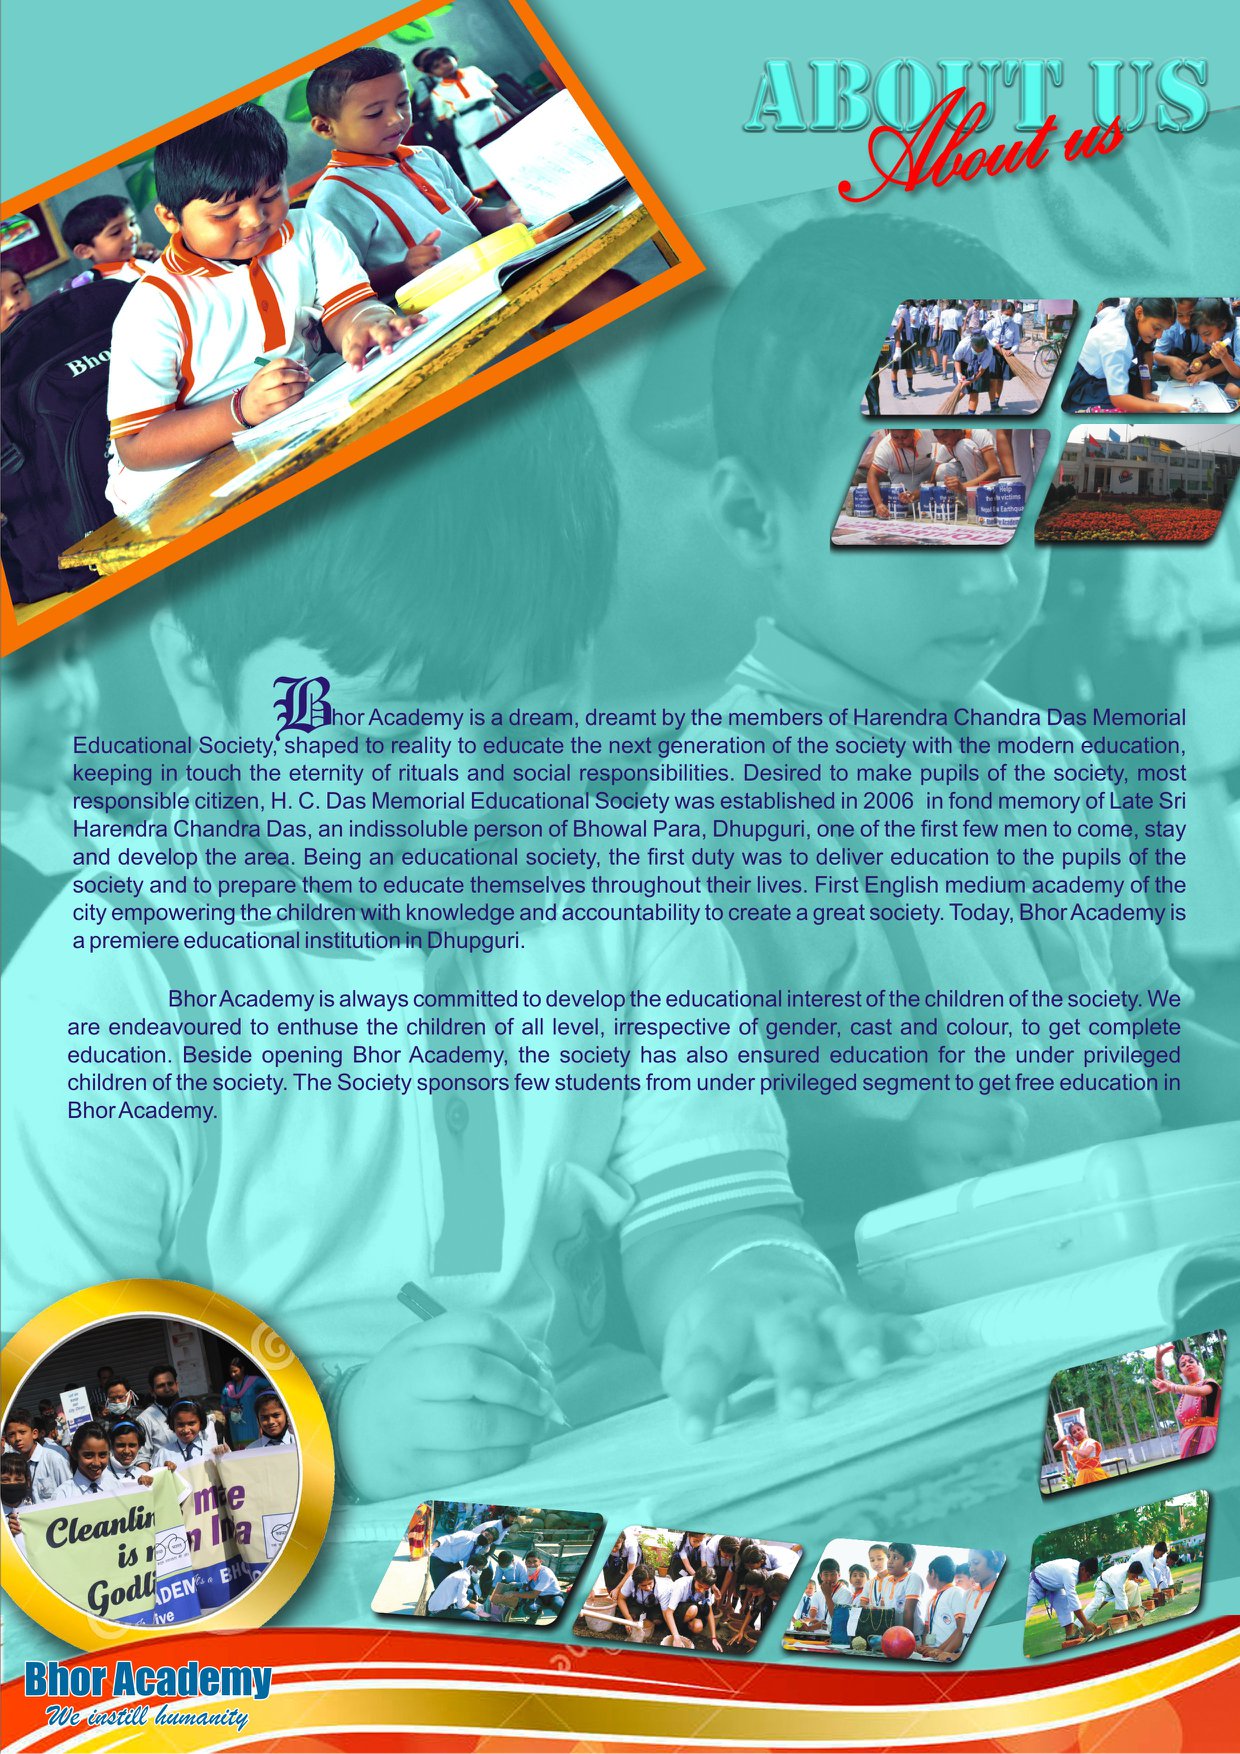 ABOUT US
About us
Bho
Help
the victims
Nepal Earthqua
Bhor Academy is a dream, dreamt by the members of Harendra Chandra Das Memorial
Educational Society, shaped to reality to educate the next generation of the society with the modern education,
keeping in touch the eternity of rituals and social responsibilities. Desired to make pupils of the society, most
responsible citizen, H. C. Das Memorial Educational Society was established in 2006 in fond memory of Late Sri
Harendra Chandra Das, an indissoluble person of Bhowal Para, Dhupguri, one of the first few men to come, stay
and develop the area. Being an educational society, the first duty was to deliver education to the pupils of the
society and to prepare them to educate themselves throughout their lives. First English medium academy of the
city empowering the children with knowledge and accountability to create a great society. Today, Bhor Academy is
a premiere educational institution in Dhupguri.
Bhor Academy is always committed to develop the educational interest of the children of the society. We
are endeavoured to enthuse the children of all level, irrespective of gender, cast and colour, to get complete
education. Beside opening Bhor Academy, the society has also ensured education for the under privileged
children of the society. The Society sponsors few students from under privileged segment to get free education in
Bhor Academy.
Cleanlin
is
Godli
Bhor Academy
We instill humanity